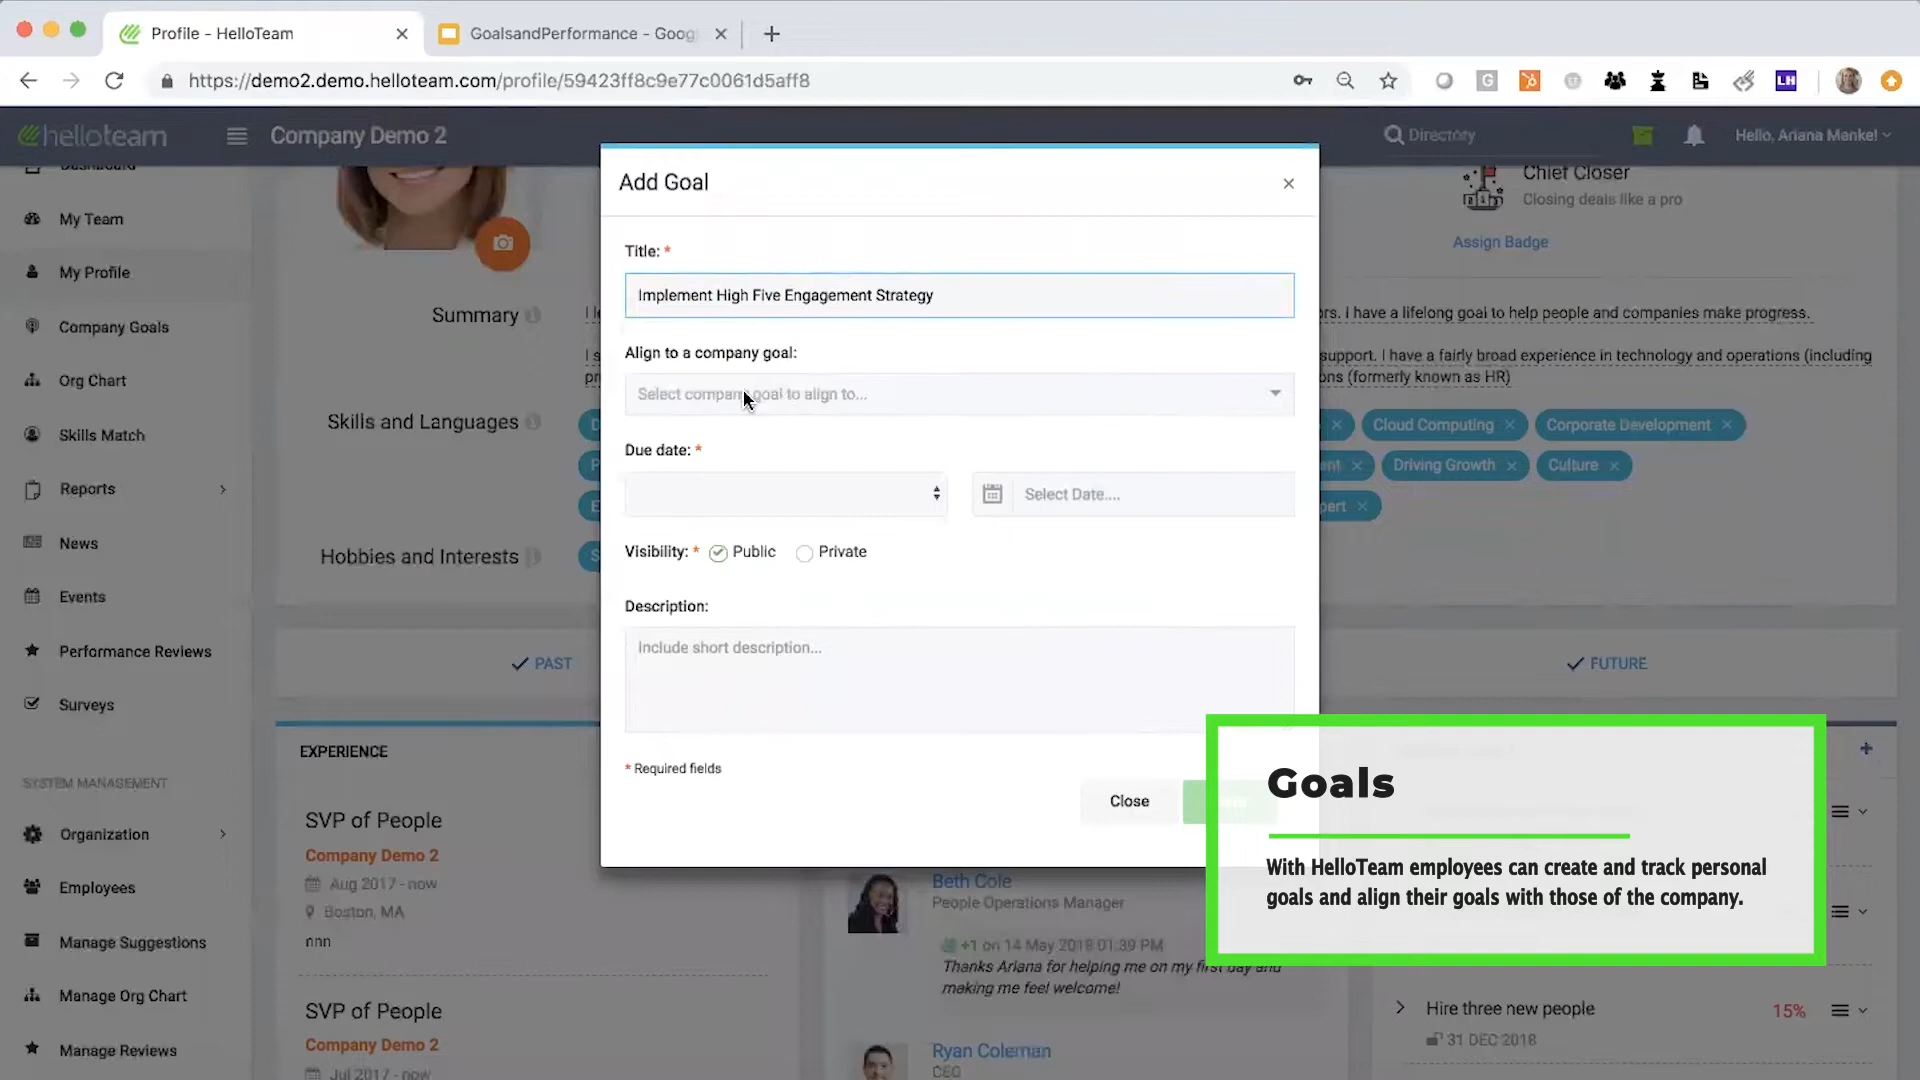 Profile - HelloTeam
GoalsandPerformance - Goog
https://demo2.demo.helloteam.com/profile/59423ff8c9e77c0061d5aff8
helloteam
Company Demo 2
Directory
Hello, Ariana Mankel
Dashboard
My Team
My Profile
Company Goals
Org Chart
Skills Match
Reports
News
Events
Performance Reviews
Surveys
SYSTEM MANAGEMENT
Organization
Employees
Manage Suggestions
Manage Org Chart
Manage Reviews
Summary
Skills and Languages
Hobbies and Interests
Chief Closer
Closing deals like a pro
Assign Badge
rs. I have a lifelong goal to help people and companies make progress.
support. I have a fairly broad experience in technology and operations (including
ons (formerly known as HR)
Cloud Computing
Corporate Development
Driving Growth
Culture
Add Goal
Title: *
Implement High Five Engagement Strategy
Align to a company goal:
Select company goal to align to...
Due date: *
Select Date....
Visibility: * Public Private
Description:
Include short description...
* Required fields
Close
PAST
FUTURE
EXPERIENCE
SVP of People
Company Demo 2
Aug 2017 - now
Boston, MA
nnn
SVP of People
Company Demo 2
Jul 2017 - now
Beth Cole
People Operations Manager
+1 on 14 May 2018 01:39 PM
Thanks Ariana for helping me on my first day and
making me feel welcome!
Ryan Coleman
CEO
Goals
With HelloTeam employees can create and track personal
goals and align their goals with those of the company.
Hire three new people
15%
31 DEC 2018